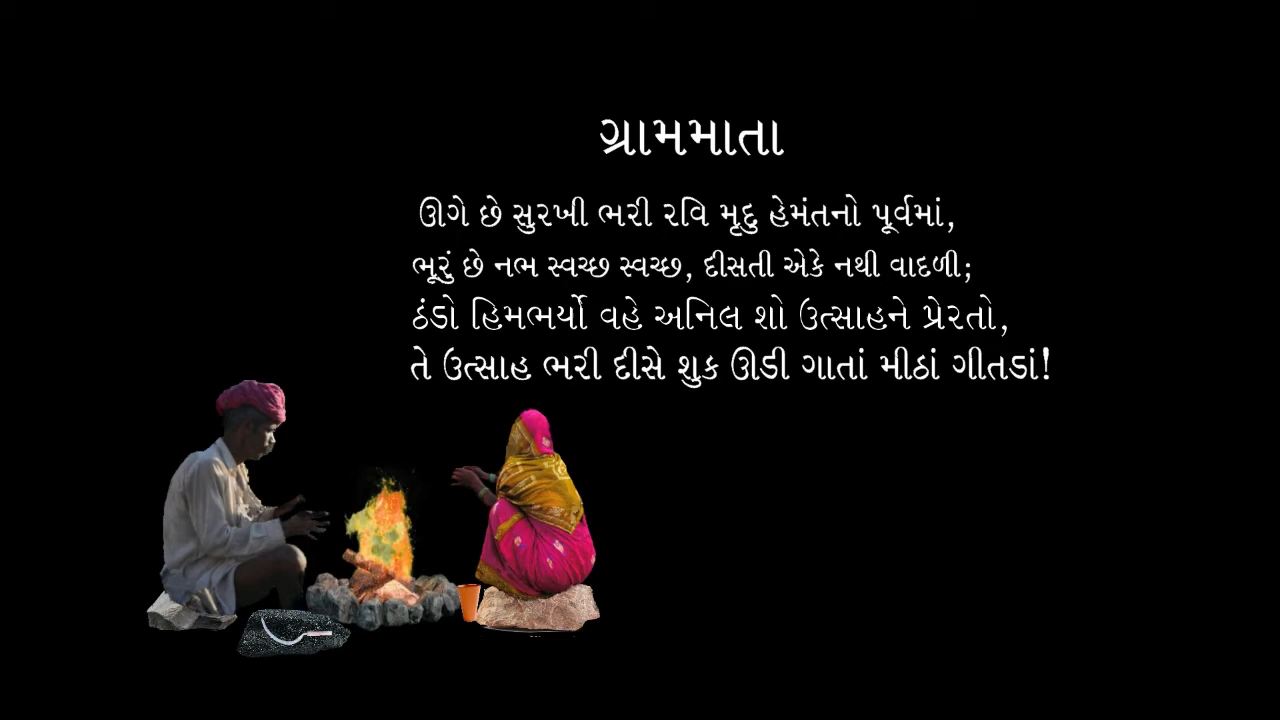 ગ્રામમાતા
ઊગે છે સુરખી ભરી રવિ મૃદુ હેમંતનો પૂર્વમાં,
ભૂરું છે નભ સ્વચ્છ સ્વચ્છ, દીસતી એકે નથી વાદળી;
ઠંડો હિમભર્યો વહે અનિલ શો ઉત્સાહને પ્રેરતો,
તે ઉત્સાહ ભરી દીસે શુક ઊડી ગાતાં મીઠાં ગીતડાં!